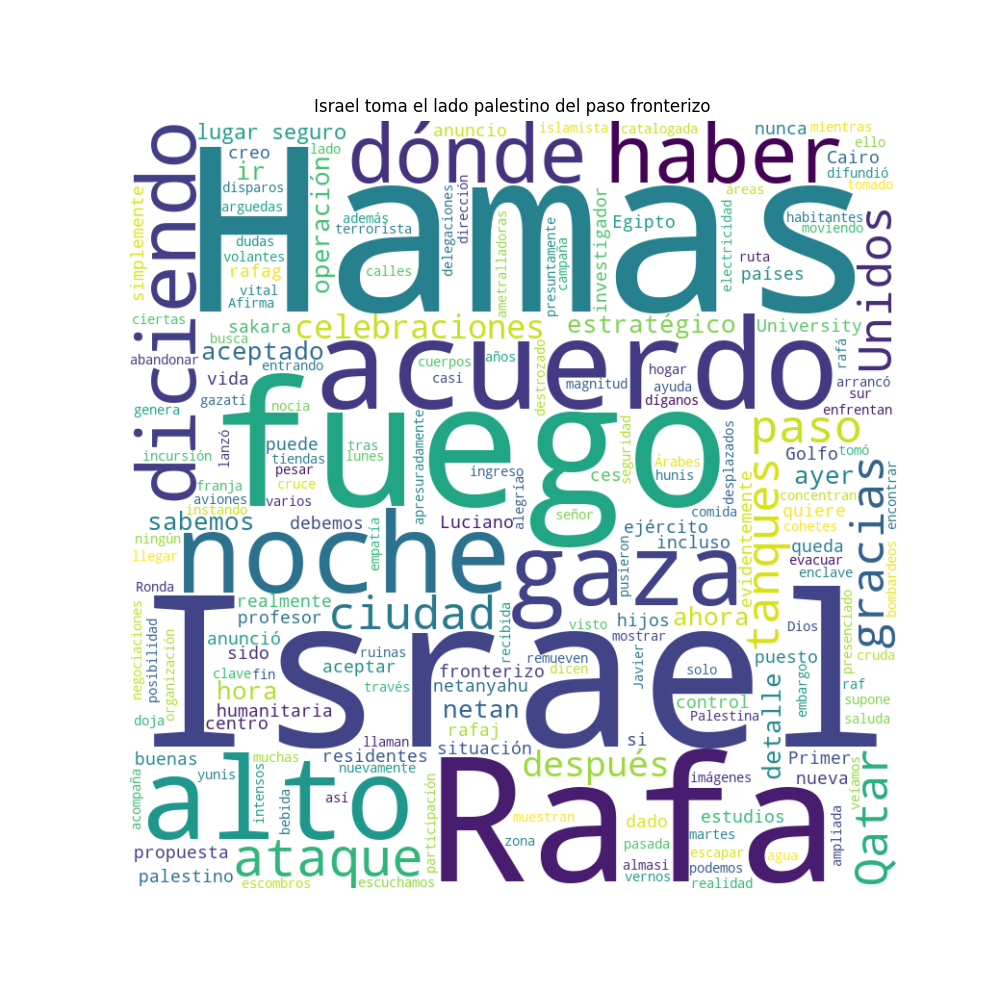 Israel toma el lado palestino del paso fronterizo
lugar seguro
dónde
haber
anuncio
islamista
catalogada
nunca
mientras
ello
creo
lado
ir
Cairo
difundió
tomado
disparos
arguedas
Hamas
diciendo
simplemente
operación
además
terrorista
delegaciones
dirección
ametralladoras
presuntamente
campaña
investigador
Egipto
áreas
electricidad
habitantes
moviendo
Unidos
dudas
volantes
rafag
calles
ruta
países
vital
Afirma
ciertas
sakara
celebraciones
estratégico
University
busca
abandonar
aceptado
entrando
acuerdo
rafá
arrancó
vida
cuerpos
años
casi
destrozado
magnitud
hogar
ayuda
díganos
sur
enfrentan
gazatí
nocia
genera
incursión
lanzó
fuego
paso
puede
tiendas
pesar
tras
lunes
apresuradamente
ingreso
alegríao
ces
seguridad
Árabes
hunis
desplazados
Golfo
tomó
ayer
franja
aviones
cruce
varios
instando
señor
comida
tanques
concentran
quiere
cohetes
gracias
encontrar
sabemos
debemos
Luciano
ejército
incluso
evidentemente
queda
evacuar
enclave
bombardeos
ningún
llegar
noche
empatía
gaza
pusieron
Ronda
realmente
profesor
ciudad
recibida
visto
hijos
mostrar
ahora
Dios
presenciado
cruda
negociaciones
posibilidad
organización
anunció
sido
ruinas
aceptar
Israel
remueven
dicen
Javier
solo
puesto
embargo
raf
supone
saluda
clave
fin
hora
través
fronterizo
netanyahu
netan
control
Palestina
detalle
humanitaria
centro
doja
llaman
rafaj
situación
si
buenas
muchas
residentes
nuevamente
después
imágenes
Primer
nueva
veíamos
Qatar
acompaña
yunis
alto
intensos
bebida
así
participación
Rafa
muestran
zona
dado
estudios
martes
pasada
escapar
agua
ampliada
propuesta
palestino
ataque
escombros
escuchamos
almasi
vernos
podemos
realidad